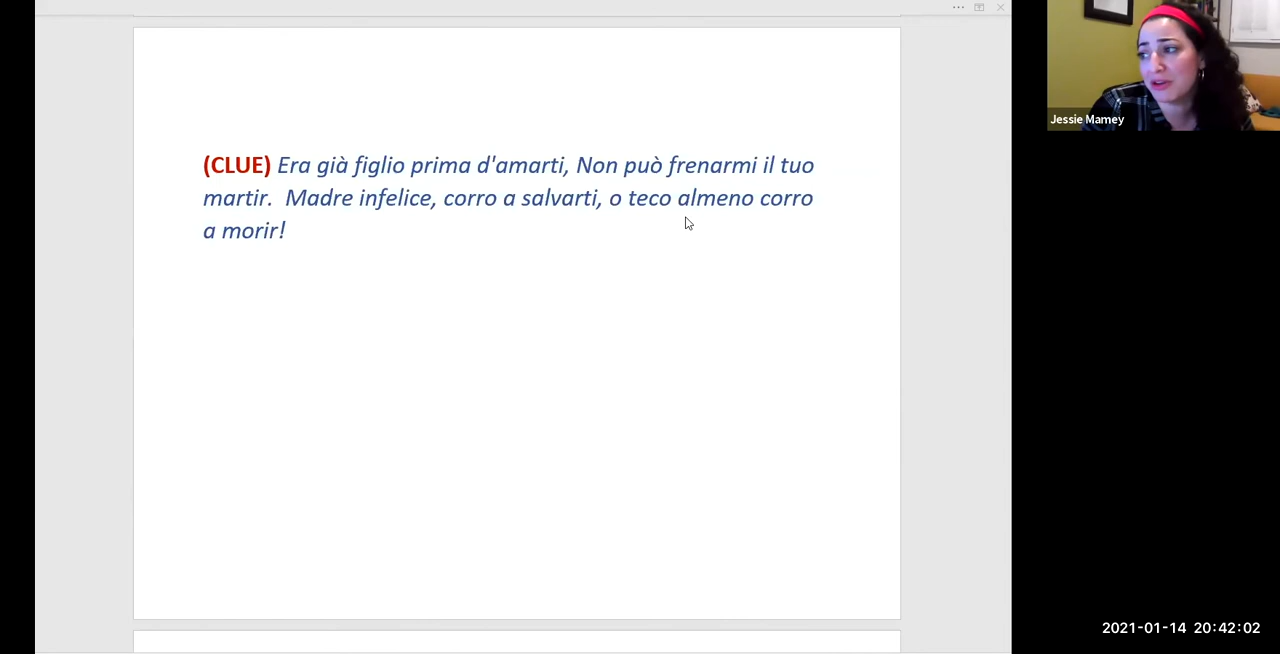 (CLUE) Era già figlio prima d'amarti, Non può frenarmi il tuo
martir.  Madre infelice, corro a salvarti, o teco almeno corro
a morir!
Jessie Mamey
2021-01-14 20:42:02